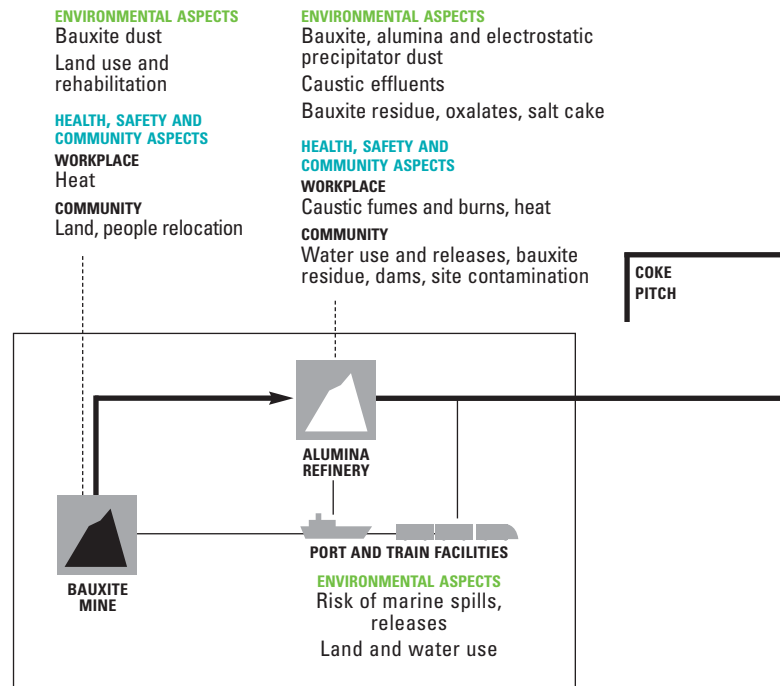 ENVIRONMENTAL ASPECTS
Bauxite dust
Land use and
rehabilitation
HEALTH, SAFETY AND
COMMUNITY ASPECTS
WORKPLACE
Heat
COMMUNITY
Land, people relocation
ENVIRONMENTAL ASPECTS
Bauxite, alumina and electrostatic
precipitator dust
Caustic effluents
Bauxite residue, oxalates, salt cake
HEALTH, SAFETY AND
COMMUNITY ASPECTS
WORKPLACE
Caustic fumes and burns, heat
COMMUNITY
Water use and releases, bauxite
residue, dams, site contamination
COKE
PITCH
ALUMINA
REFINERY
BAUXITE
MINE
PORT AND TRAIN FACILITIES
ENVIRONMENTAL ASPECTS
Risk of marine spills,
releases
Land and water use